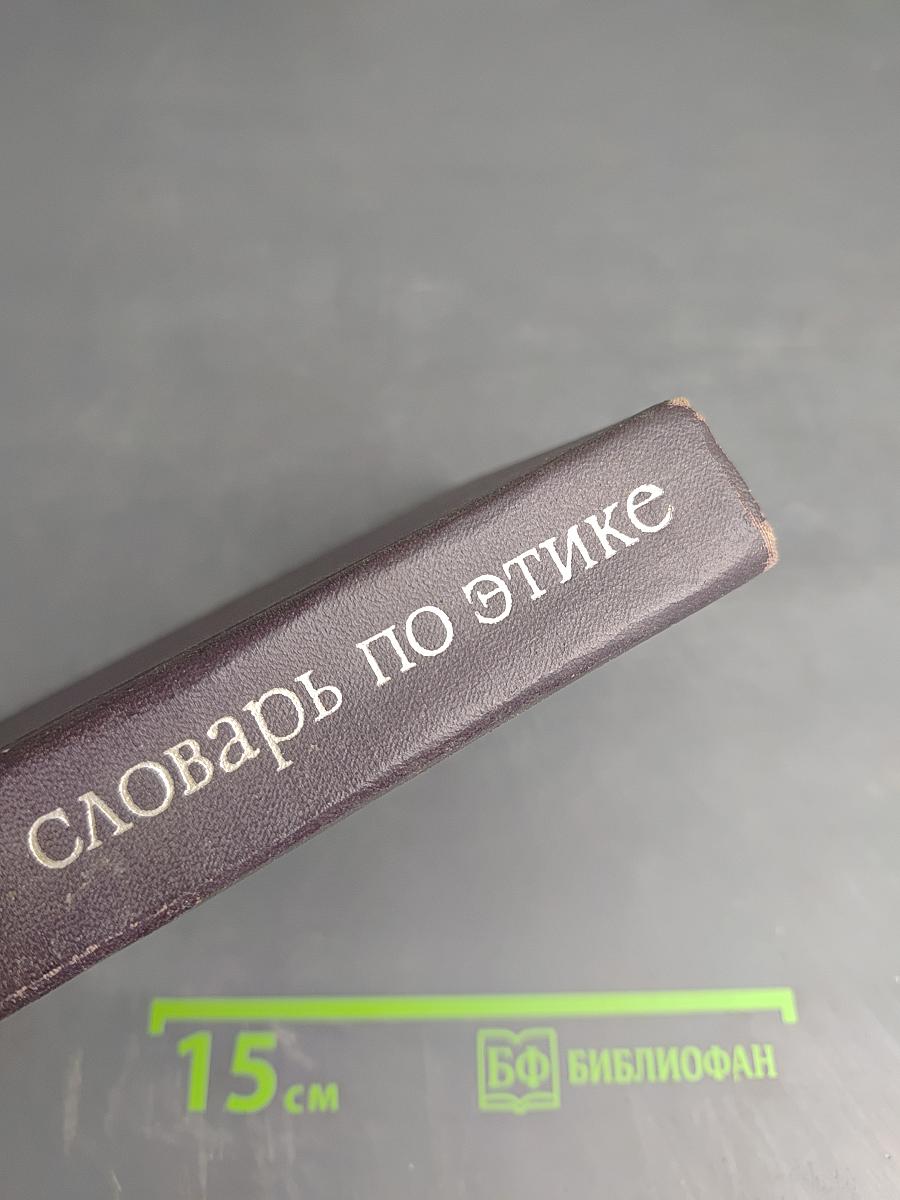 словарь по этике
15 см
БФ БИБЛИОФАН